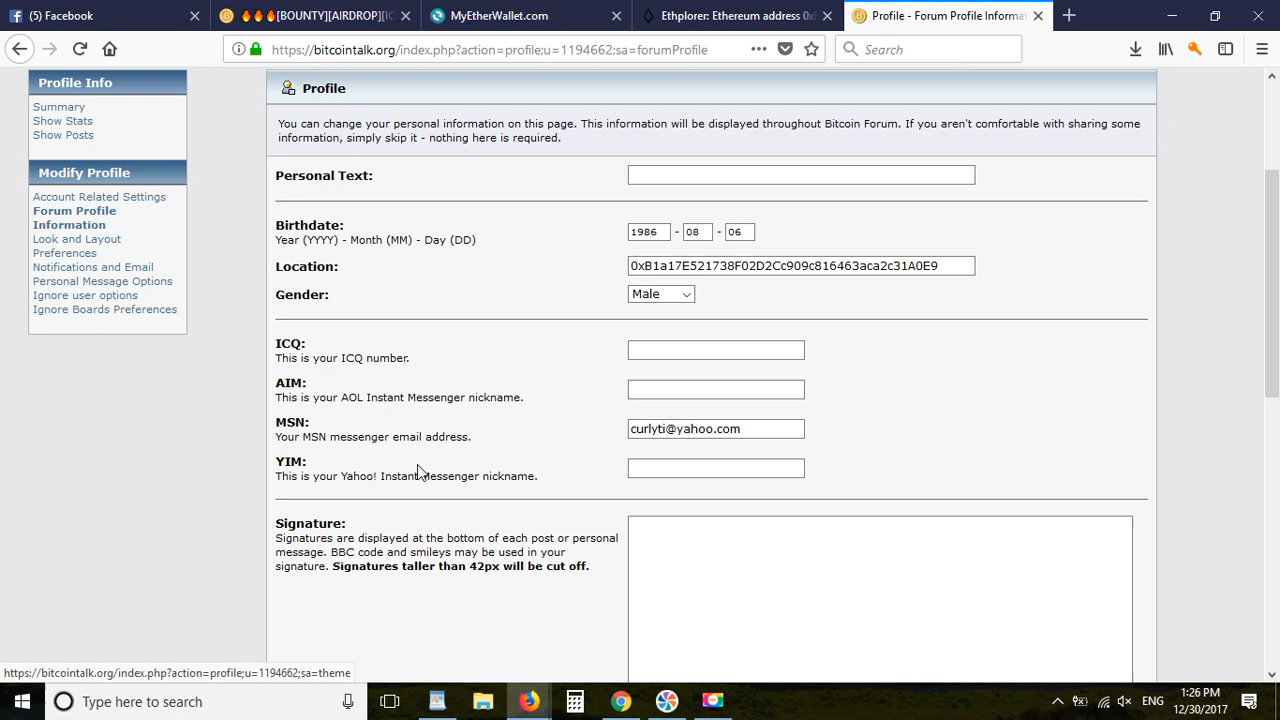 (5) Facebook
🔥🔥🔥[BOUNTY][AIRDROP][IC
MyEtherWallet.com
Ethplorer: Ethereum address 0x
Profile - Forum Profile Informat
https://bitcointalk.org/index.php?action=profile;u=1194662;sa=forumProfile
Search
Profile Info
Summary
Show Stats
Show Posts
Modify Profile
Account Related Settings
Forum Profile
Information
Look and Layout
Preferences
Notifications and Email
Personal Message Options
Ignore user options
Ignore Boards Preferences
Profile
You can change your personal information on this page. This information will be displayed throughout Bitcoin Forum. If you aren't comfortable with sharing some
information, simply skip it - nothing here is required.
Personal Text:
Birthdate:
Year (YYYY) - Month (MM) - Day (DD)
1986 - 08 - 06
Location:
0xB1a17E521738F02D2Cc909c816463aca2c31A0E9
Gender:
Male
ICQ:
This is your ICQ number.
AIM:
This is your AOL Instant Messenger nickname.
MSN:
Your MSN messenger email address.
curlyti@yahoo.com
YIM:
This is your Yahoo! Instant Messenger nickname.
Signature:
Signatures are displayed at the bottom of each post or personal
message. BBC code and smileys may be used in your
signature. Signatures taller than 42px will be cut off.
https://bitcointalk.org/index.php?action=profile;u=1194662;sa=theme
Type here to search
ENG
1:26 PM
12/30/2017